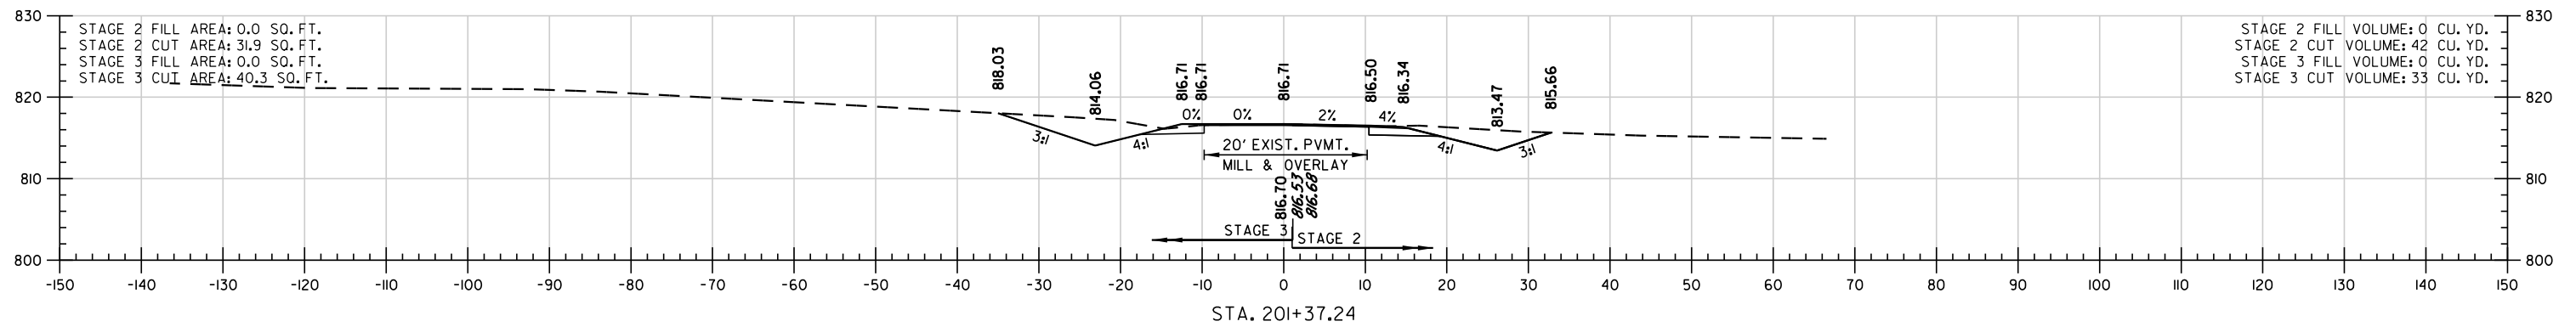 830
STAGE 2 FILL AREA: 0.0 SQ. FT.
STAGE 2 CUT AREA: 31.9 SQ. FT.
STAGE 3 FILL AREA: 0.0 SQ. FT.
STAGE 3 CUT AREA: 40.3 SQ. FT.
STAGE 2 FILL VOLUME: 0 CU. YD.
STAGE 2 CUT VOLUME: 42 CU. YD.
STAGE 3 FILL VOLUME: 0 CU. YD.
STAGE 3 CUT VOLUME: 33 CU. YD.
830
818.03
814.06
816.71
816.71
816.71
816.50
816.34
813.47
815.66
820
820
0%
0%
2%
4%
3:1
4:1
20' EXIST. PVMT.
MILL & OVERLAY
4:1
3:1
810
810
816.70
816.53
816.68
STAGE 3
STAGE 2
800
800
-150 -140 -130 -120 -110 -100 -90 -80 -70 -60 -50 -40 -30 -20 -10 0 10 20 30 40 50 60 70 80 90 100 110 120 130 140 150
STA. 201+37.24